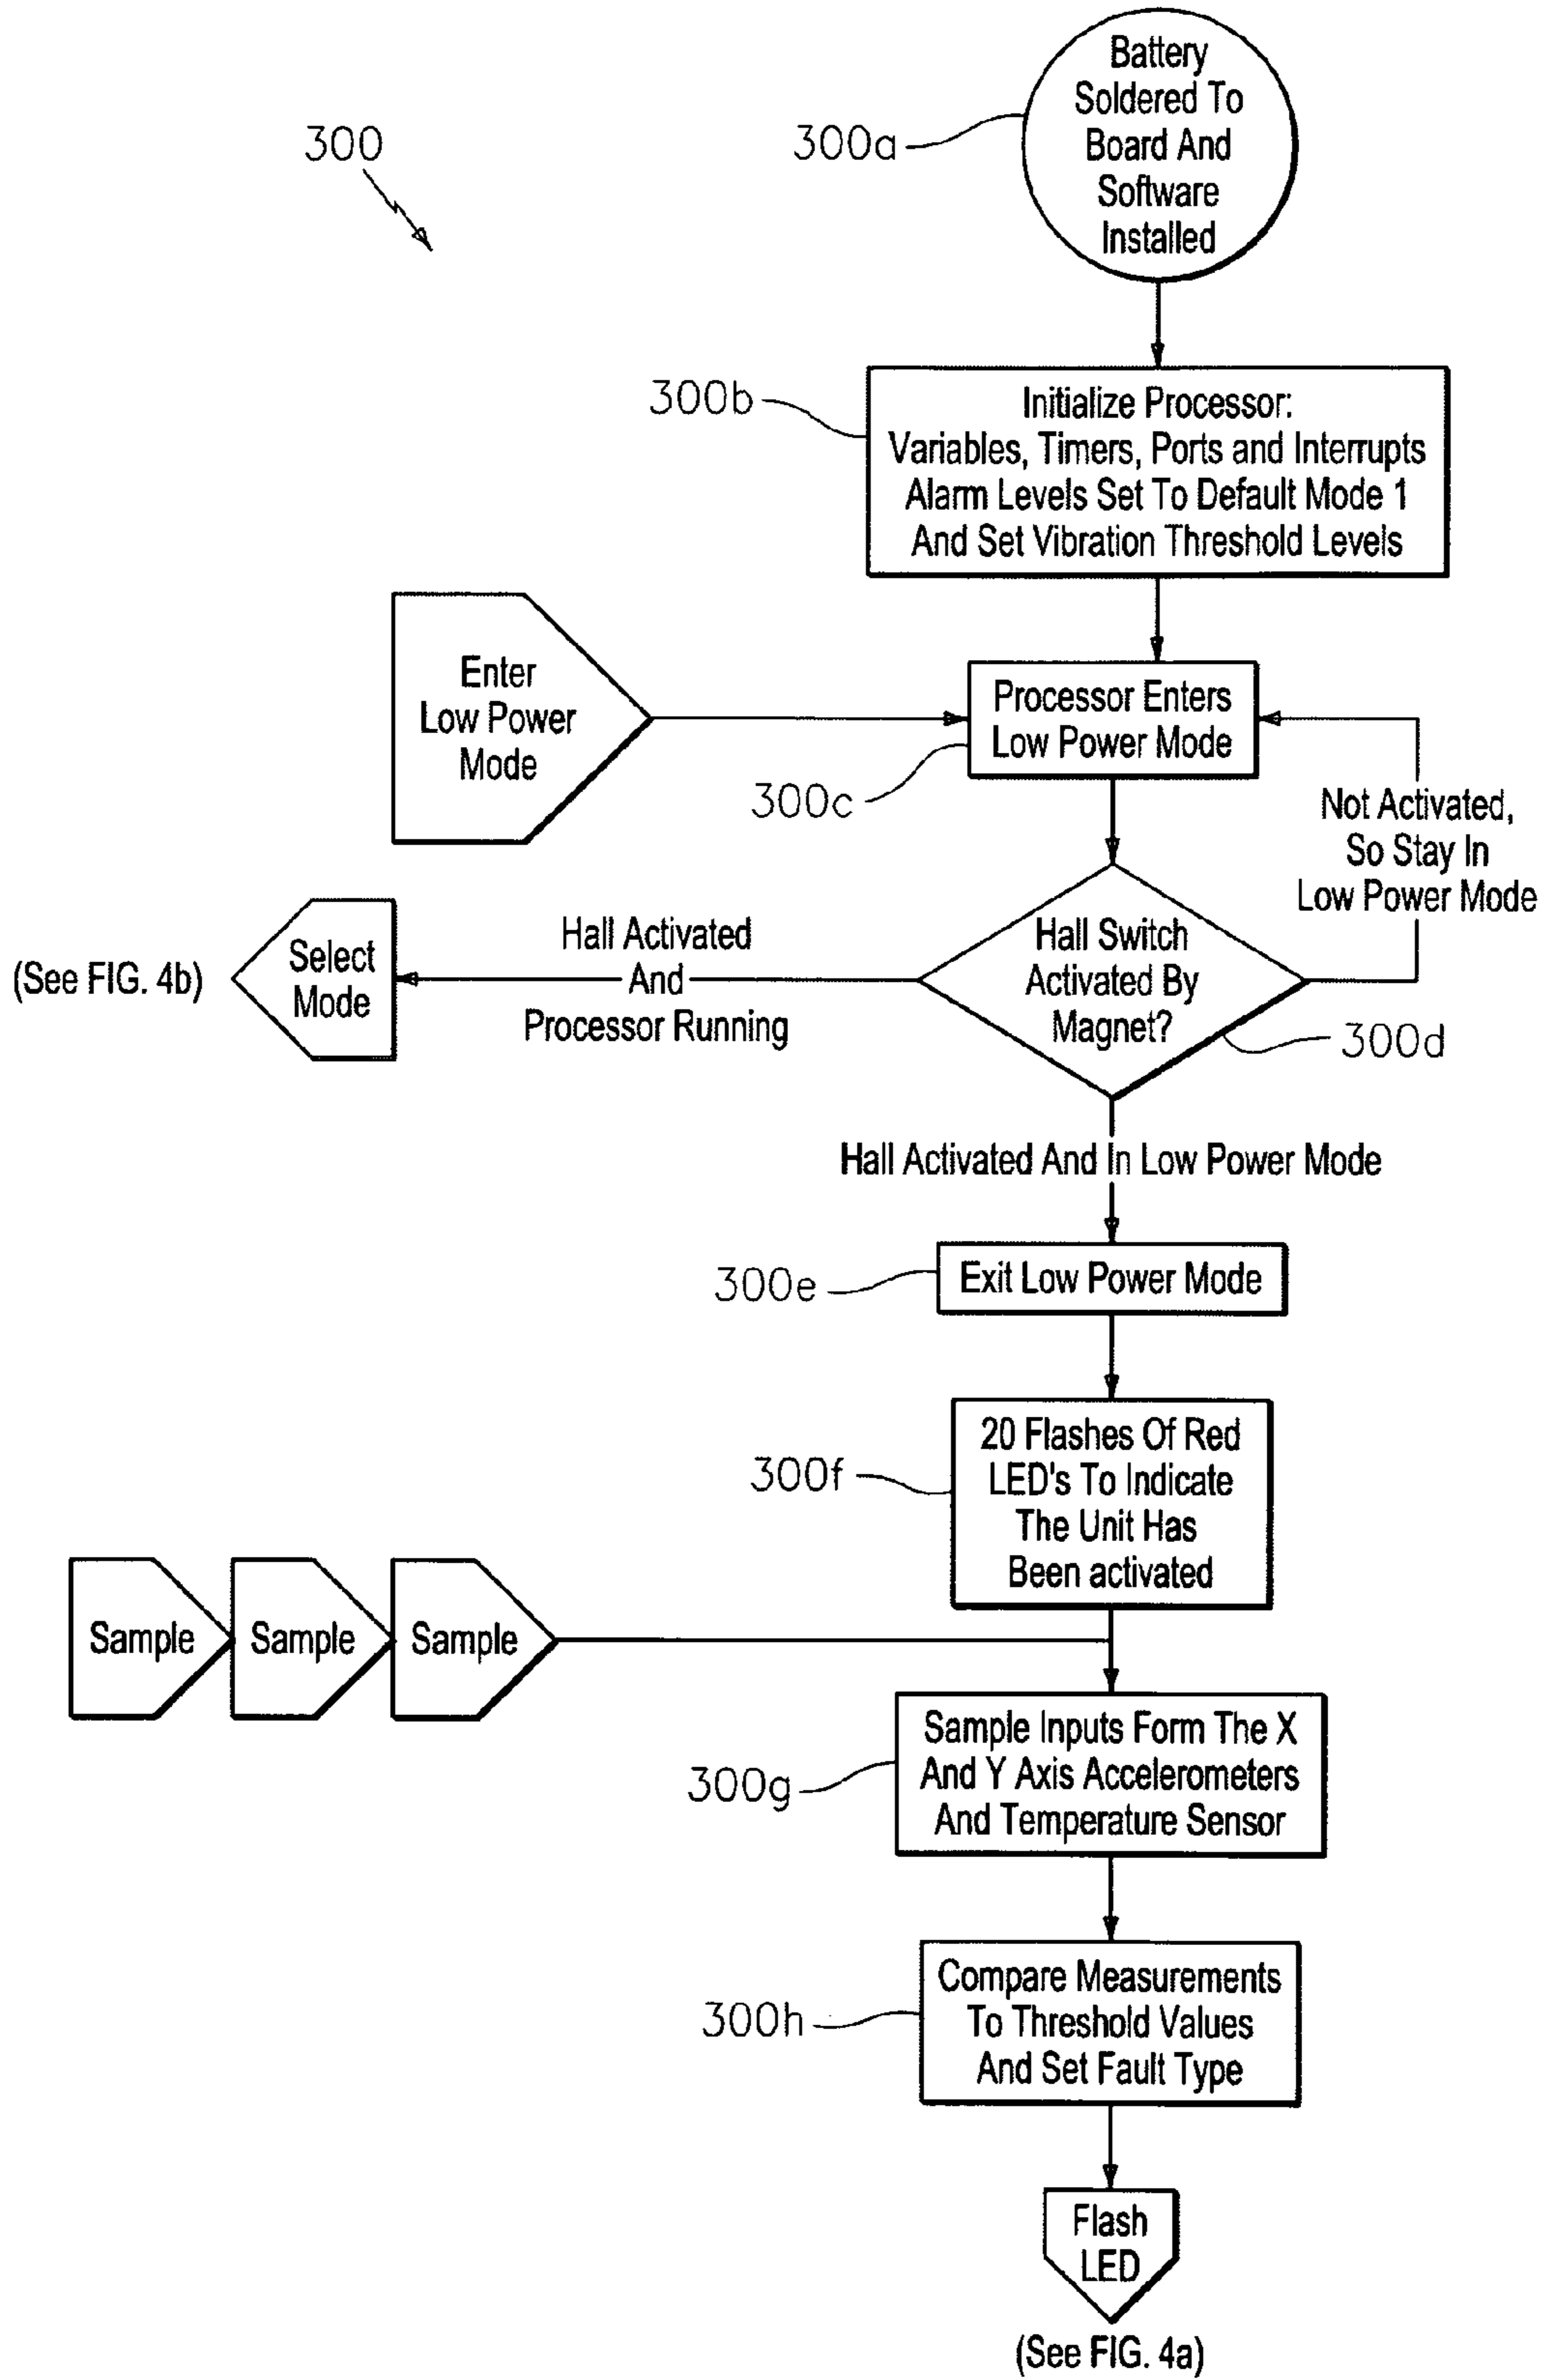 Battery
Soldered To
Board And
Software
Installed
300
300a
300b
Initialize Processor:
Variables, Timers, Ports and Interrupts
Alarm Levels Set To Default Mode 1
And Set Vibration Threshold Levels
Enter
Low Power
Mode
Processor Enters
Low Power Mode
300c
Not Activated,
So Stay In
Low Power Mode
(See FIG. 4b)
Select
Mode
Hall Activated
And
Processor Running
Hall Switch
Activated By
Magnet?
300d
Hall Activated And In Low Power Mode
300e
Exit Low Power Mode
300f
20 Flashes Of Red
LED's To Indicate
The Unit Has
Been activated
Sample
Sample
Sample
300g
Sample Inputs Form The X
And Y Axis Accelerometers
And Temperature Sensor
300h
Compare Measurements
To Threshold Values
And Set Fault Type
Flash
LED
(See FIG. 4a)